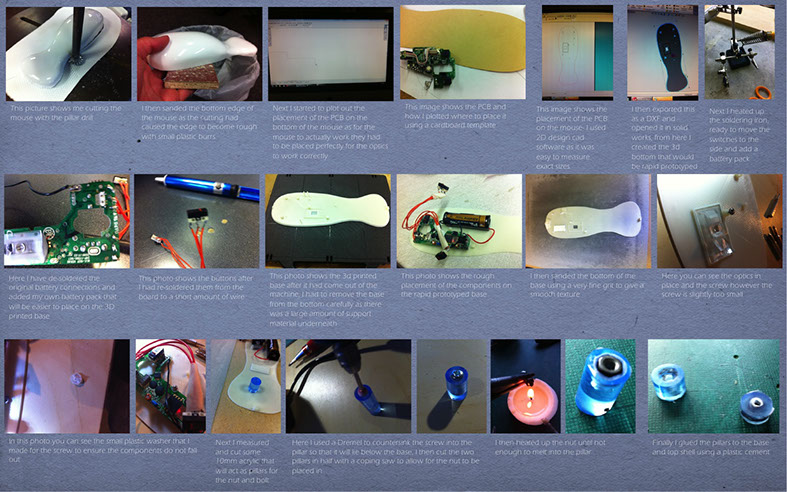 This picture shows me cutting the
mouse with the pillar drill
I then sanded the bottom edge of
the mouse as the cutting had
caused the edge to become rough
with small plastic burrs
Next I started to plot out the
placement of the PCB on the
bottom of the mouse as for the
mouse to actually work they had
to be placed perfectly for the optics
to work correctly
This image shows the PCB and
how I plotted where to place it
using a cardboard template
This image shows the
placement of the PCB
on the mouse- I used
2D design cad
software as it was
easy to measure
exact sizes
I then exported this
as a DXF and
opened it in solid
works, from here I
created the 3d
bottom that would
be rapid protoyped
Next I heated up
the soldering iron,
ready to move the
switches to the
side and add a
battery pack
Here I have de-soldered the
original battery connections and
added my own battery pack that
will be easier to place on the 3D
printed base
This photo shows the buttons after
I had re-soldered them from the
board to a short amount of wire
This photo shows the 3d printed
base after it had come out of the
machine, I had to remove the base
from the bottom carefully as there
was a large amount of support
material underneath
This photo shows the rough
placement of the components on
the rapid prototyped base
I then sanded the bottom of the
base using a very fine grit to give a
smooth texture
Here you can see the optics in
place and the screw however the
screw is slightly too small
In this photo you can see the small plastic washer that I
made for the screw to ensure the components do not fall
out
Next I measured
and cut some
10mm acrylic that
will act as pillars for
the nut and bolt
Here I used a Dremel to countersink the screw into the
pillar so that it will lie below the base, I then cut the two
pillars in half with a coping saw so allow for the nut to be
placed in
I then heated up the nut until hot
enough to melt into the pillar
Finally I glued the pillars to the base
and top shell using a plastic cement